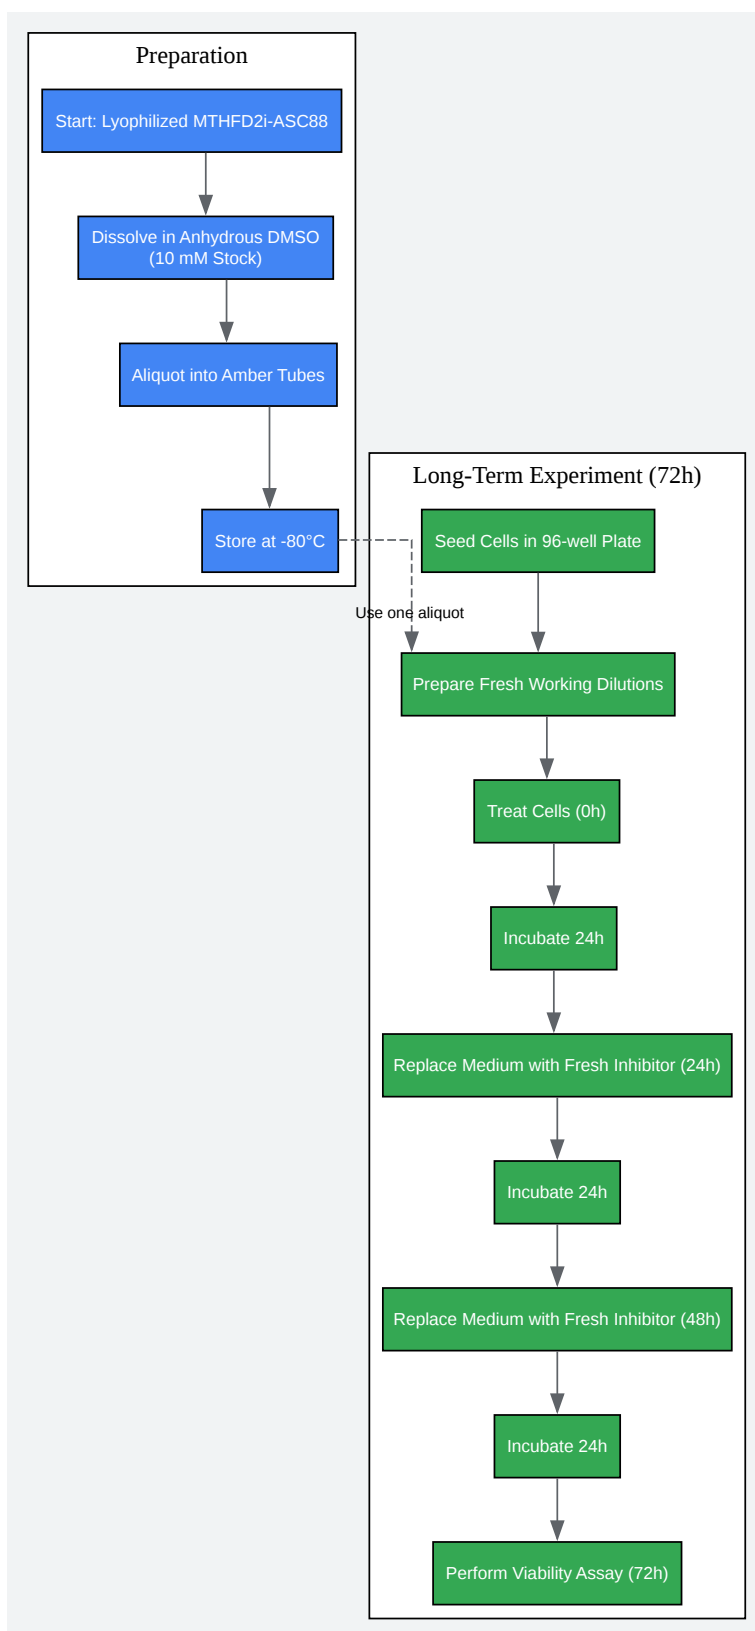 Preparation
Start: Lyophilized MTHFD2i-ASC88
Dissolve in Anhydrous DMSO
(10 mM Stock)
Aliquot into Amber Tubes
Store at -80°C
Use one aliquot
Long-Term Experiment (72h)
Seed Cells in 96-well Plate
Prepare Fresh Working Dilutions
Treat Cells (0h)
Incubate 24h
Replace Medium with Fresh Inhibitor (24h)
Incubate 24h
Replace Medium with Fresh Inhibitor (48h)
Incubate 24h
Perform Viability Assay (72h)